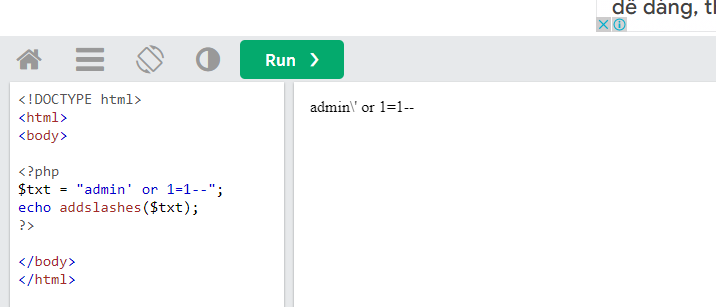 dễ dàng, t
Run ❯
<!DOCTYPE html>
<html>
<body>
<?php
$txt = "admin' or 1=1--";
echo addslashes($txt);
?>
</body>
</html>
admin\' or 1=1--